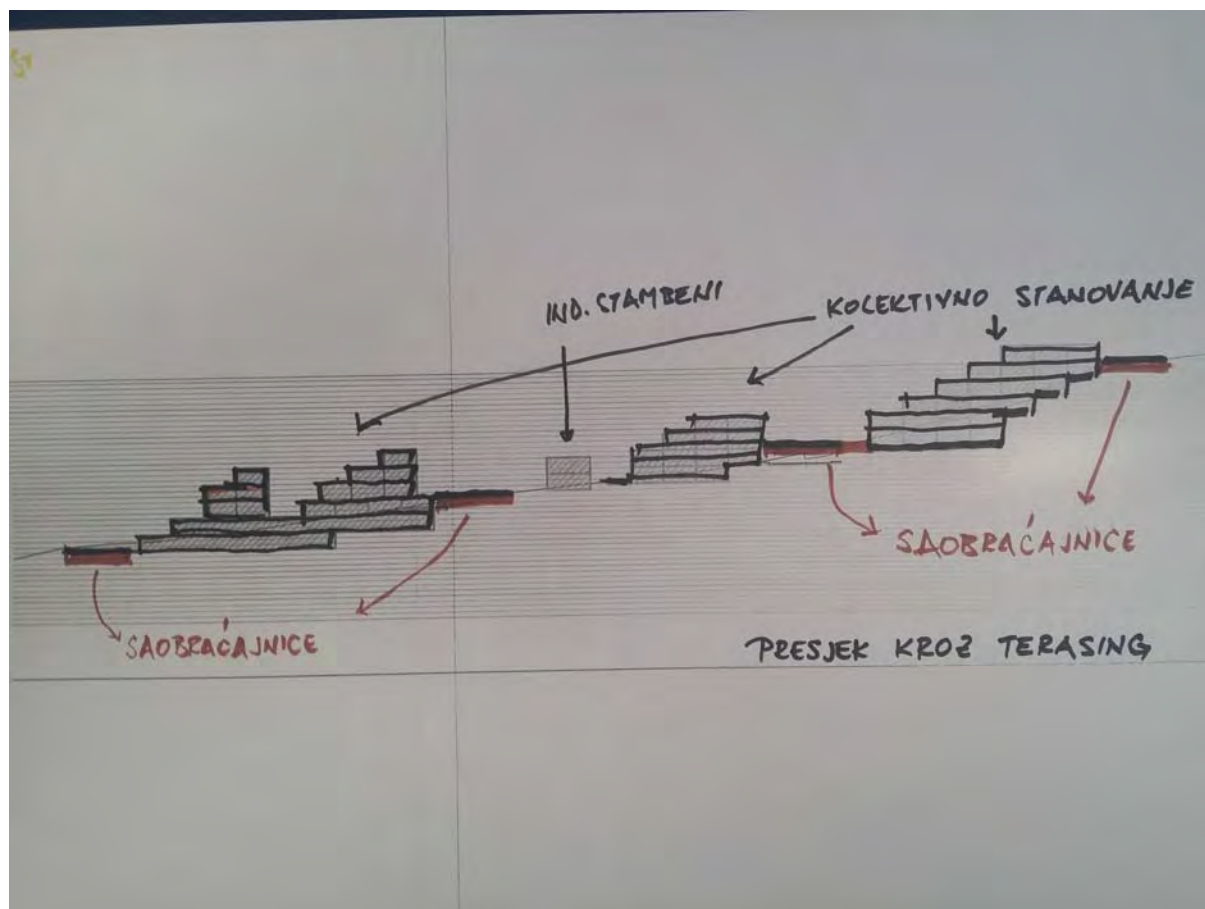 IND. STAMBENI
KOLEKTIVNO STANOVANJE
SAOBRAĆAJNICE
SAOBRAĆAJNICE
PRESJEK KROZ TERASING